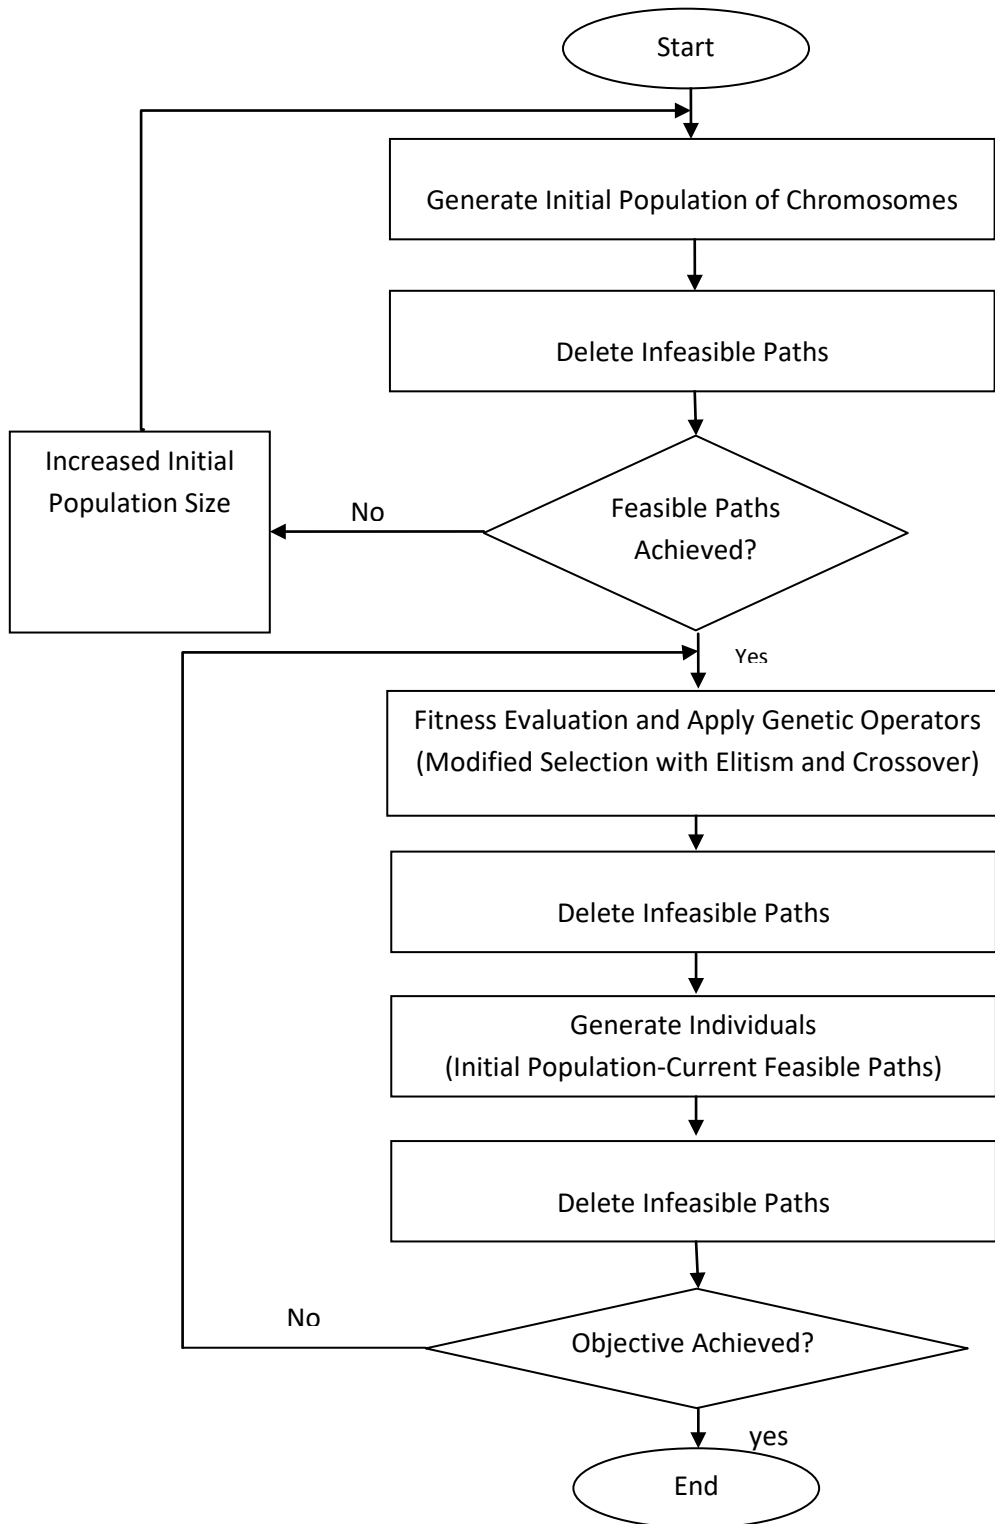 Start
Generate Initial Population of Chromosomes
Delete Infeasible Paths
Increased Initial
Population Size
No
Feasible Paths
Achieved?
Yes
Fitness Evaluation and Apply Genetic Operators
(Modified Selection with Elitism and Crossover)
Delete Infeasible Paths
Generate Individuals
(Initial Population-Current Feasible Paths)
Delete Infeasible Paths
No
Objective Achieved?
yes
End